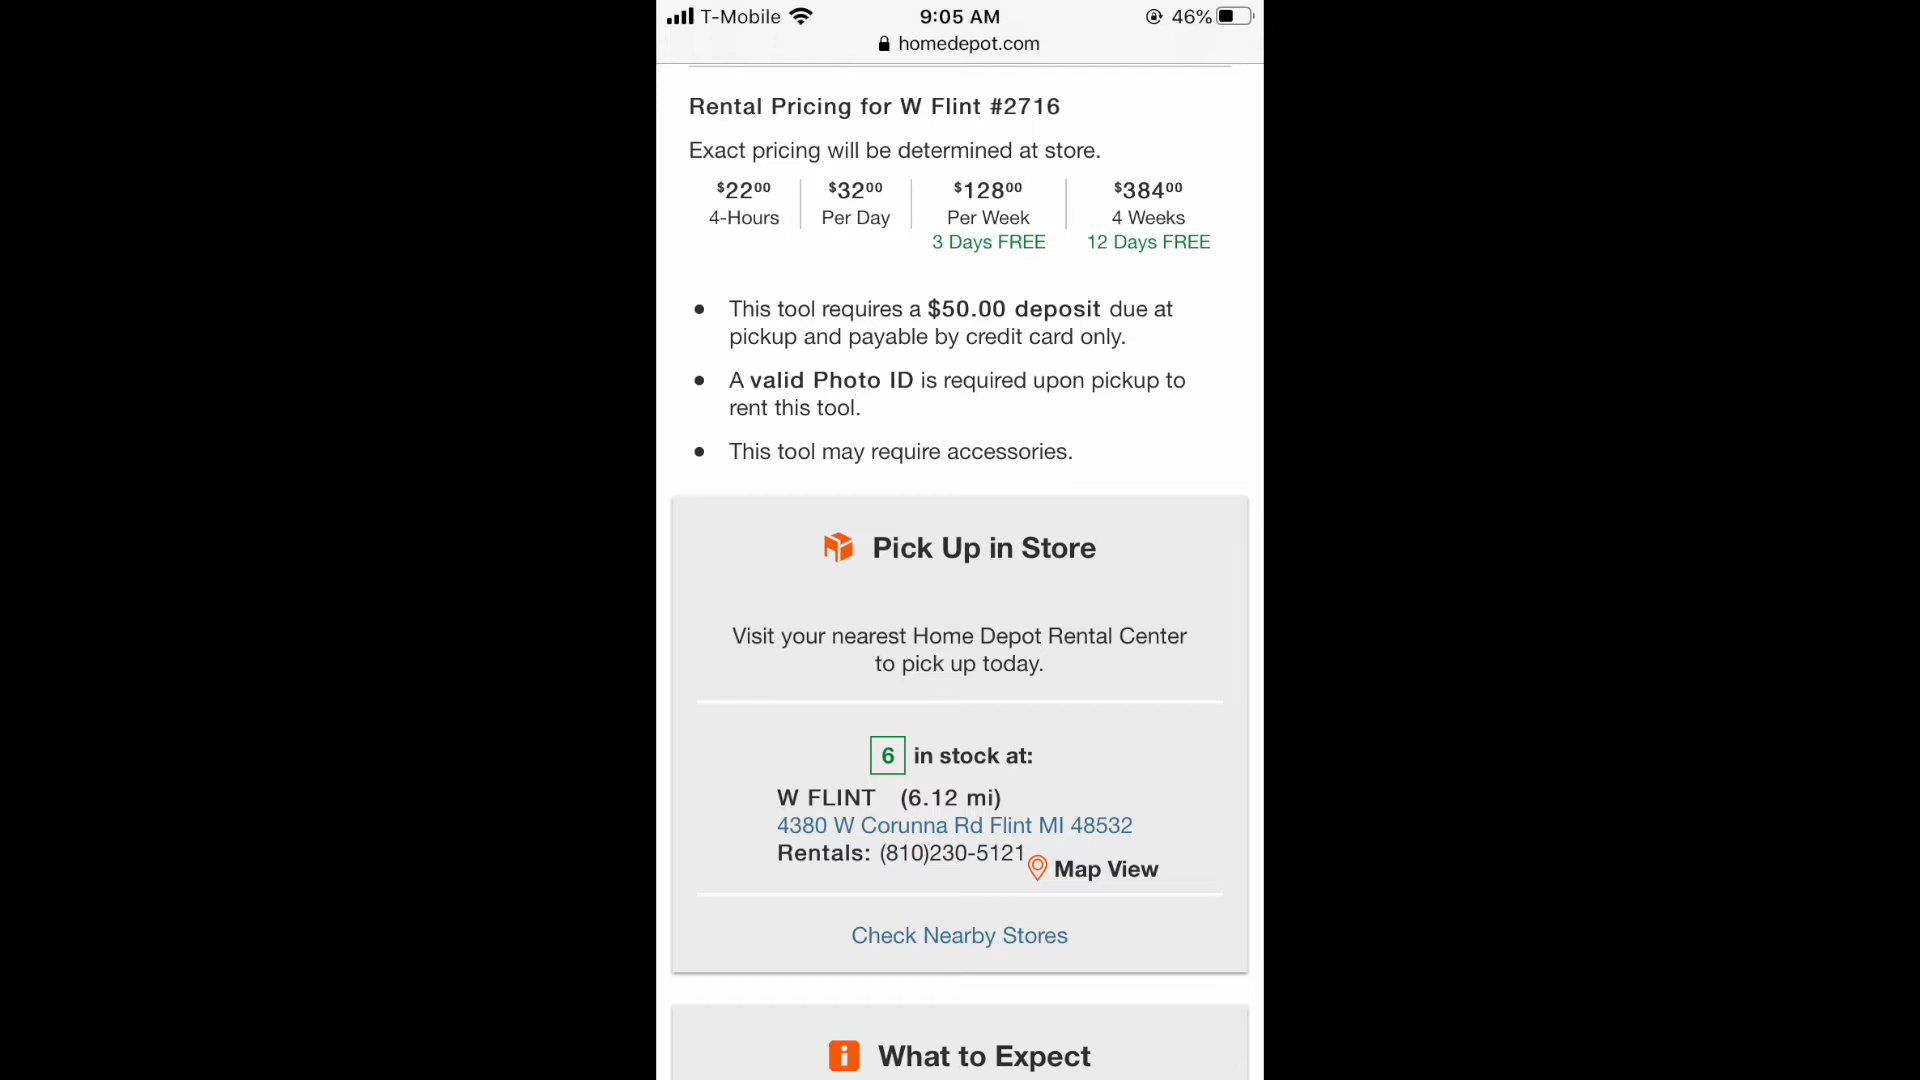 T-Mobile 9:05 AM 46%
homedepot.com
Rental Pricing for W Flint #2716
Exact pricing will be determined at store.
$2200 $3200 $12800 $38400
4-Hours Per Day Per Week 4 Weeks
3 Days FREE 12 Days FREE
• This tool requires a $50.00 deposit due at
pickup and payable by credit card only.
• A valid Photo ID is required upon pickup to
rent this tool.
• This tool may require accessories.
Pick Up in Store
Visit your nearest Home Depot Rental Center
to pick up today.
6 in stock at:
W FLINT (6.12 mi)
4380 W Corunna Rd Flint MI 48532
Rentals: (810)230-5121
Map View
Check Nearby Stores
i What to Expect